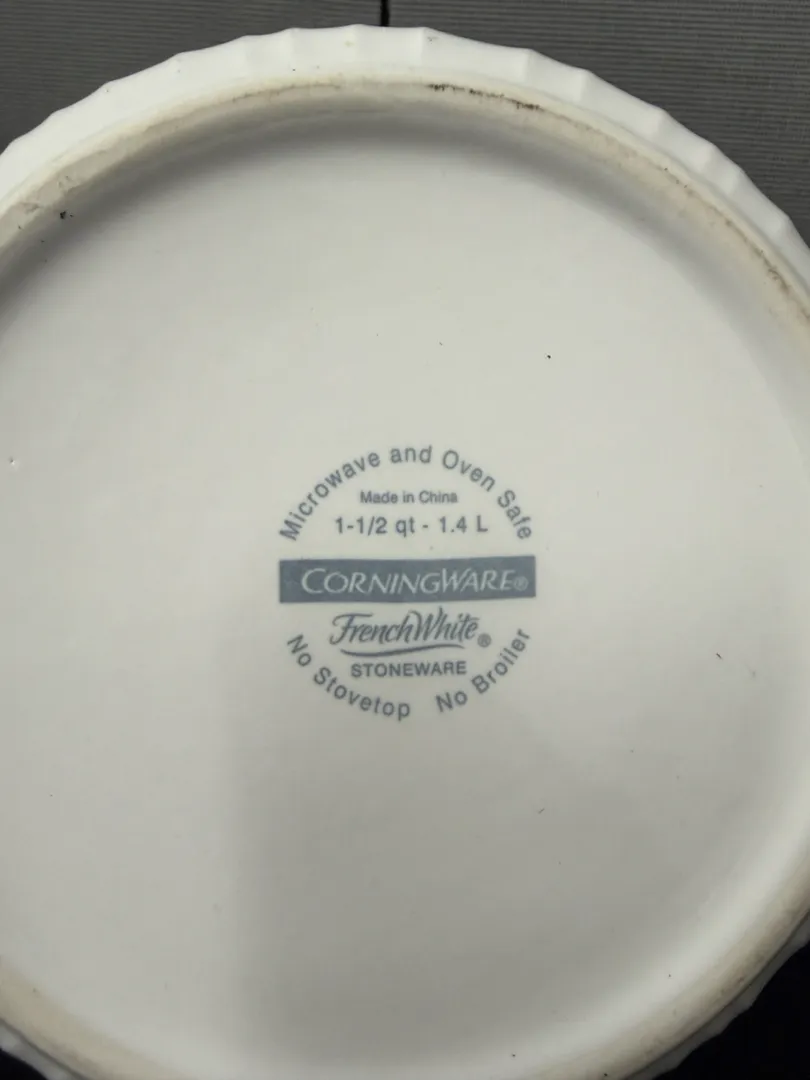 Microwave and Oven Safe
Made in China
1-1/2 qt - 1.4 L
CORNINGWARE®
FrenchWhite®
STONEWARE
No Stovetop No Broiler